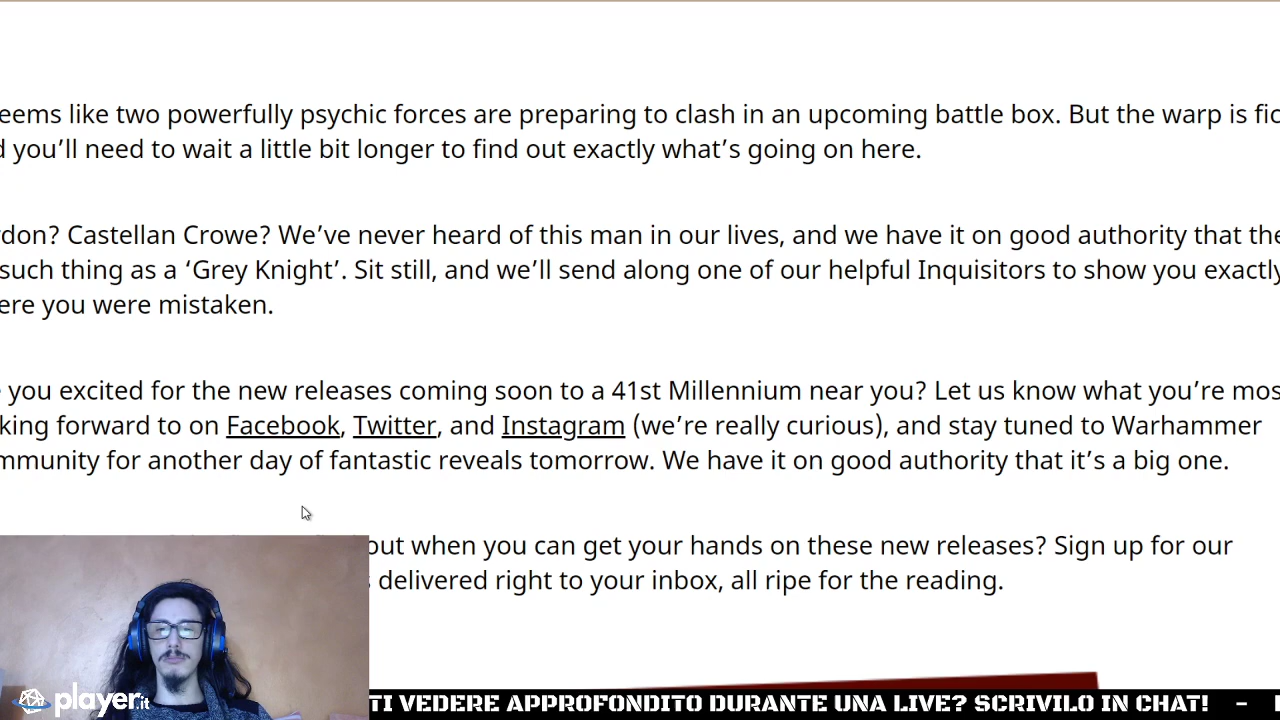 eems like two powerfully psychic forces are preparing to clash in an upcoming battle box. But the warp is fic
d you’ll need to wait a little bit longer to find out exactly what’s going on here.
rdon? Castellan Crowe? We’ve never heard of this man in our lives, and we have it on good authority that the
such thing as a ‘Grey Knight’. Sit still, and we’ll send along one of our helpful Inquisitors to show you exactly
ere you were mistaken.
e you excited for the new releases coming soon to a 41st Millennium near you? Let us know what you’re mos
king forward to on Facebook, Twitter, and Instagram (we’re really curious), and stay tuned to Warhammer
mmunity for another day of fantastic reveals tomorrow. We have it on good authority that it’s a big one.
out when you can get your hands on these new releases? Sign up for our
s delivered right to your inbox, all ripe for the reading.
player.it
TI VEDERE APPROFONDITO DURANTE UNA LIVE? SCRIVILO IN CHAT! -